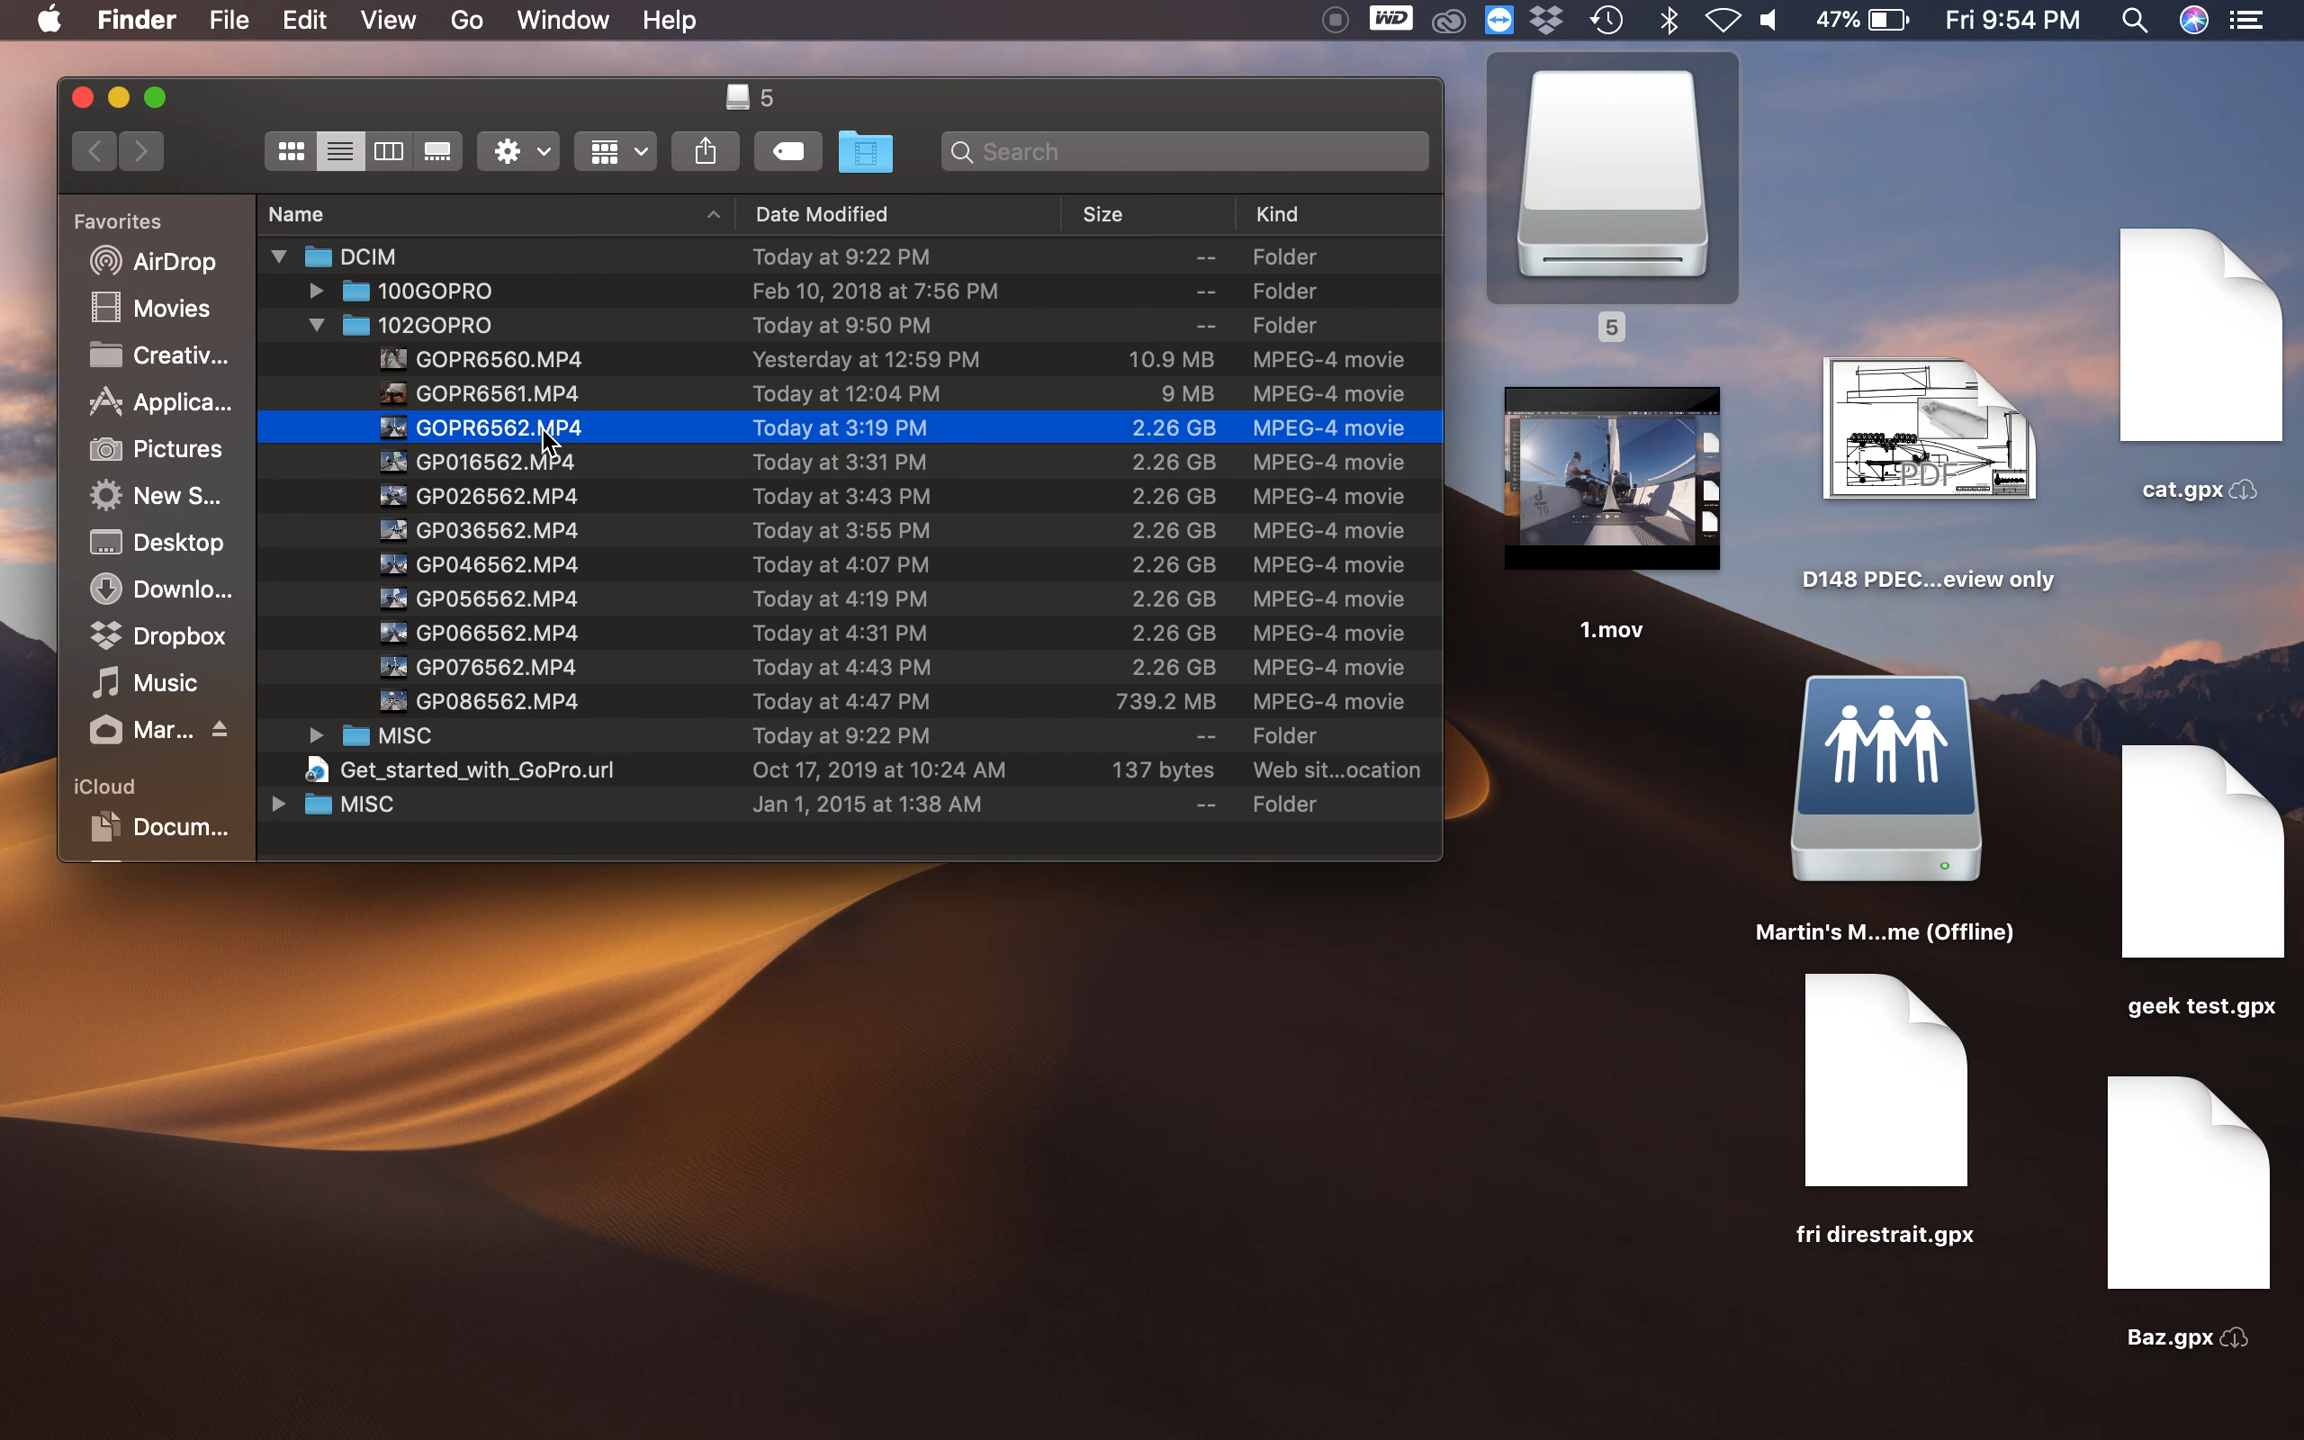 Finder File Edit View Go Window Help WD 47% Fri 9:54 PM
5
Search
Favorites
AirDrop
Movies
Creativ...
Applica...
Pictures
New S...
Desktop
Downlo...
Dropbox
Music
Mar...
iCloud
Docum...
Name Date Modified Size Kind
DCIM Today at 9:22 PM -- Folder
100GOPRO Feb 10, 2018 at 7:56 PM -- Folder
102GOPRO Today at 9:50 PM -- Folder
GOPR6560.MP4 Yesterday at 12:59 PM 10.9 MB MPEG-4 movie
GOPR6561.MP4 Today at 12:04 PM 9 MB MPEG-4 movie
GOPR6562.MP4 Today at 3:19 PM 2.26 GB MPEG-4 movie
GP016562.MP4 Today at 3:31 PM 2.26 GB MPEG-4 movie
GP026562.MP4 Today at 3:43 PM 2.26 GB MPEG-4 movie
GP036562.MP4 Today at 3:55 PM 2.26 GB MPEG-4 movie
GP046562.MP4 Today at 4:07 PM 2.26 GB MPEG-4 movie
GP056562.MP4 Today at 4:19 PM 2.26 GB MPEG-4 movie
GP066562.MP4 Today at 4:31 PM 2.26 GB MPEG-4 movie
GP076562.MP4 Today at 4:43 PM 2.26 GB MPEG-4 movie
GP086562.MP4 Today at 4:47 PM 739.2 MB MPEG-4 movie
MISC Today at 9:22 PM -- Folder
Get_started_with_GoPro.url Oct 17, 2019 at 10:24 AM 137 bytes Web sit...ocation
MISC Jan 1, 2015 at 1:38 AM -- Folder
5
J
70
1.mov
PDF
D148 PDEC...eview only
cat.gpx
Martin's M...me (Offline)
geek test.gpx
fri direstrait.gpx
Baz.gpx